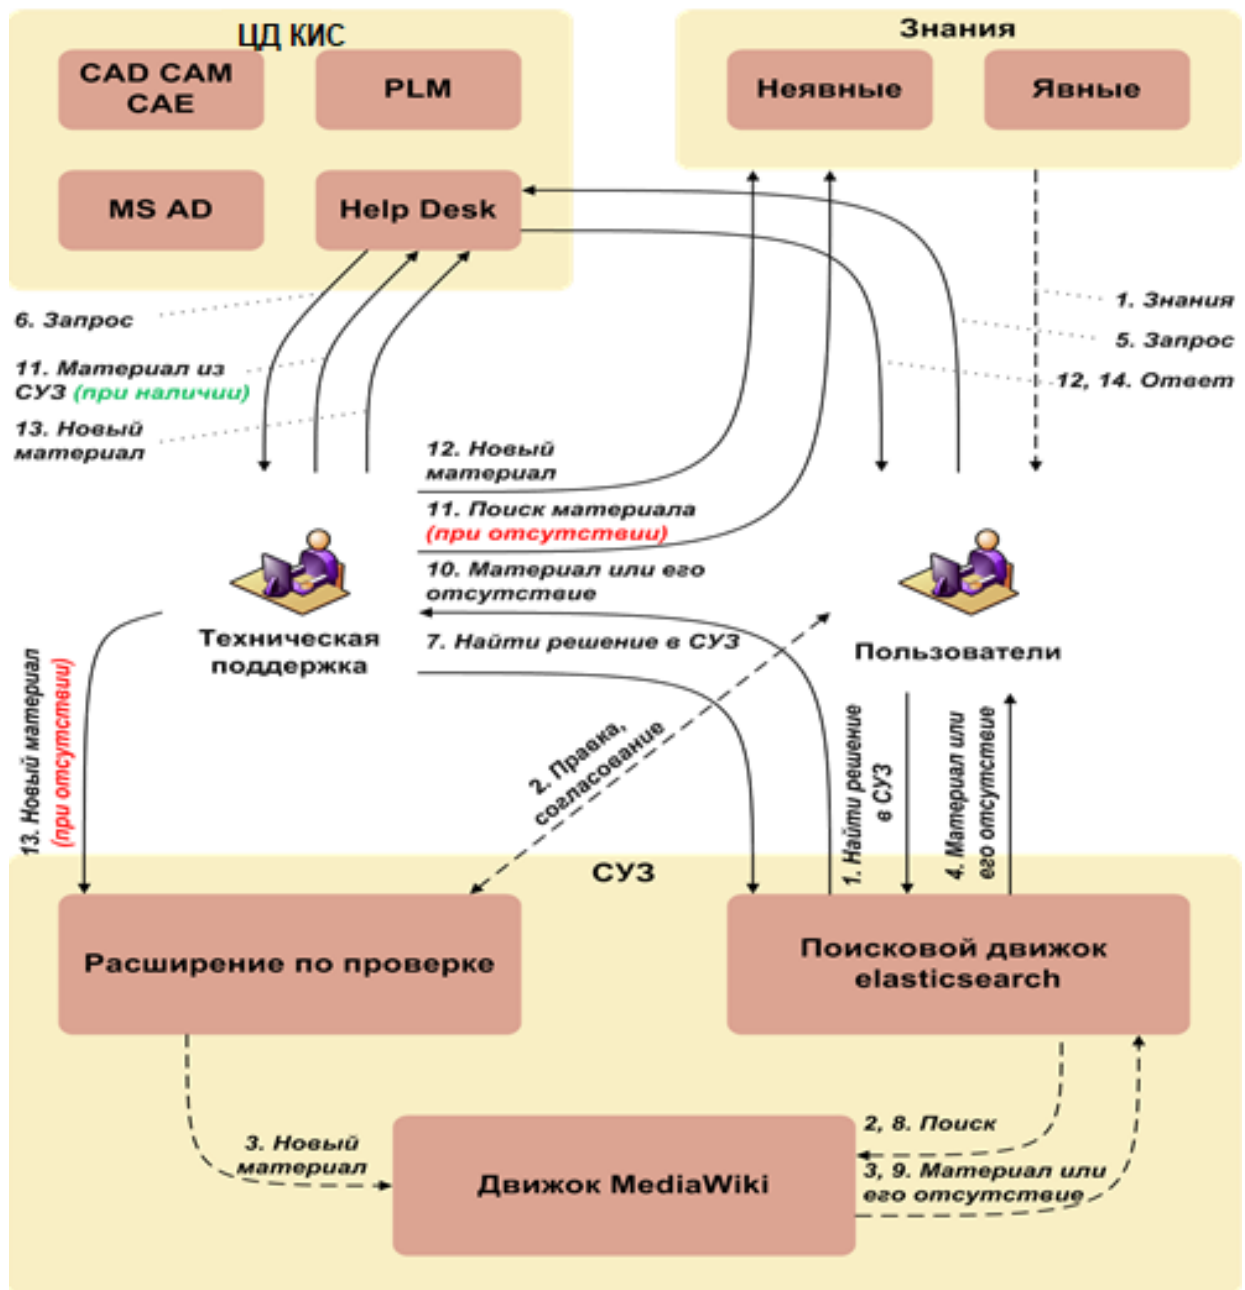 ЦД КИС
CAD CAM
CAE
PLM
MS AD
Help Desk
Знания
Неявные
Явные
6. Запрос
11. Материал из
СУЗ (при наличии)
13. Новый
материал
1. Знания
5. Запрос
12, 14. Ответ
12. Новый
материал
11. Поиск материала
(при отсутствии)
10. Материал или его
отсутствие
7. Найти решение в СУЗ
Техническая
поддержка
Пользователи
13. Новый материал
(при отсутствии)
2. Правка,
согласование
1. Найти решение
в СУЗ
4. Материал или
его отсутствие
СУЗ
Расширение по проверке
Поисковой движок
elasticsearch
3. Новый
материал
Движок MediaWiki
2, 8. Поиск
3, 9. Материал или
его отсутствие